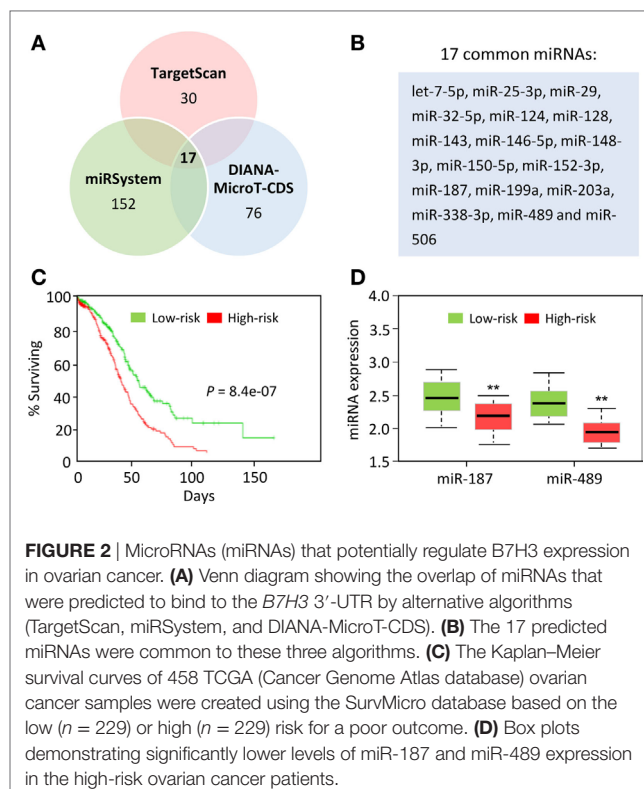 A
TargetScan
30
17
miRSystem
152
DIANA-
MicroT-CDS
76
B
17 common miRNAs:
let-7-5p, miR-25-3p, miR-29,
miR-32-5p, miR-124, miR-128,
miR-143, miR-146-5p, miR-148-
3p, miR-150-5p, miR-152-3p,
miR-187, miR-199a, miR-203a,
miR-338-3p, miR-489 and miR-
506
C
% Surviving
100
80
60
40
20
0
Low-risk High-risk
P = 8.4e-07
0 50 100 150
Days
D
miRNA expression
4.0
3.5
3.0
2.5
2.0
1.5
Low-risk High-risk
**
**
miR-187 miR-489
FIGURE 2 | MicroRNAs (miRNAs) that potentially regulate B7H3 expression
in ovarian cancer. (A) Venn diagram showing the overlap of miRNAs that
were predicted to bind to the B7H3 3′-UTR by alternative algorithms
(TargetScan, miRSystem, and DIANA-MicroT-CDS). (B) The 17 predicted
miRNAs were common to these three algorithms. (C) The Kaplan–Meier
survival curves of 458 TCGA (Cancer Genome Atlas database) ovarian
cancer samples were created using the SurvMicro database based on the
low (n = 229) or high (n = 229) risk for a poor outcome. (D) Box plots
demonstrating significantly lower levels of miR-187 and miR-489 expression
in the high-risk ovarian cancer patients.